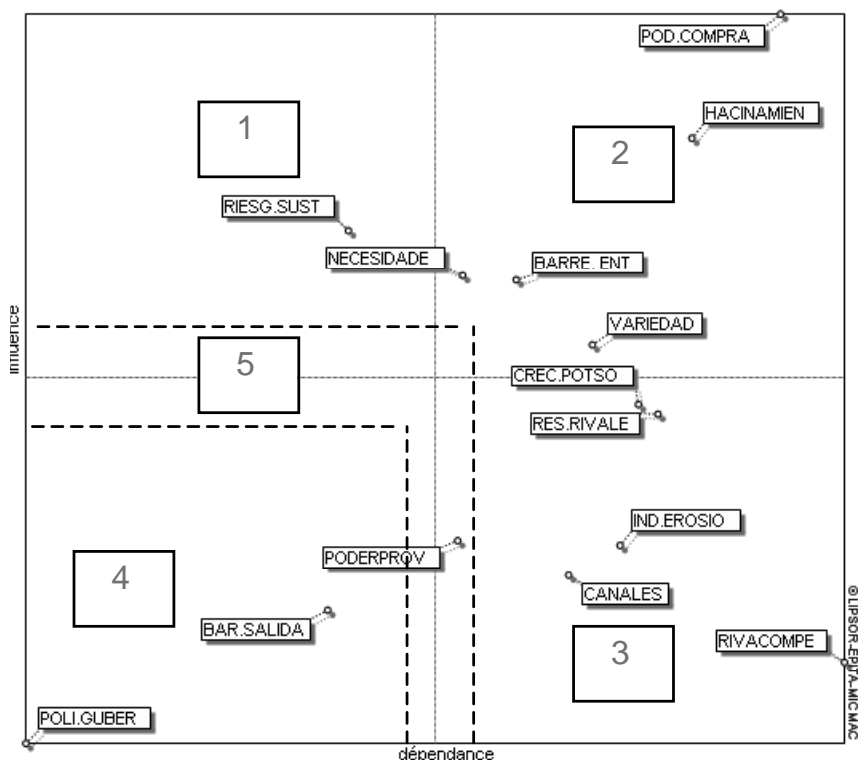 POD.COMPRA
HACINAMIEN
1
2
RIESG.SUST
NECESIDADE
BARRE. ENT
influence
VARIEDAD
5
CREC.POTSO
RES.RIVALE
IND.EROSIO
PODERPROV
4
CANALES
BAR.SALIDA
3
RIVACOMPE
POLI.GUBER
dépendance
© LIPSOR-EPITA-MICMAC